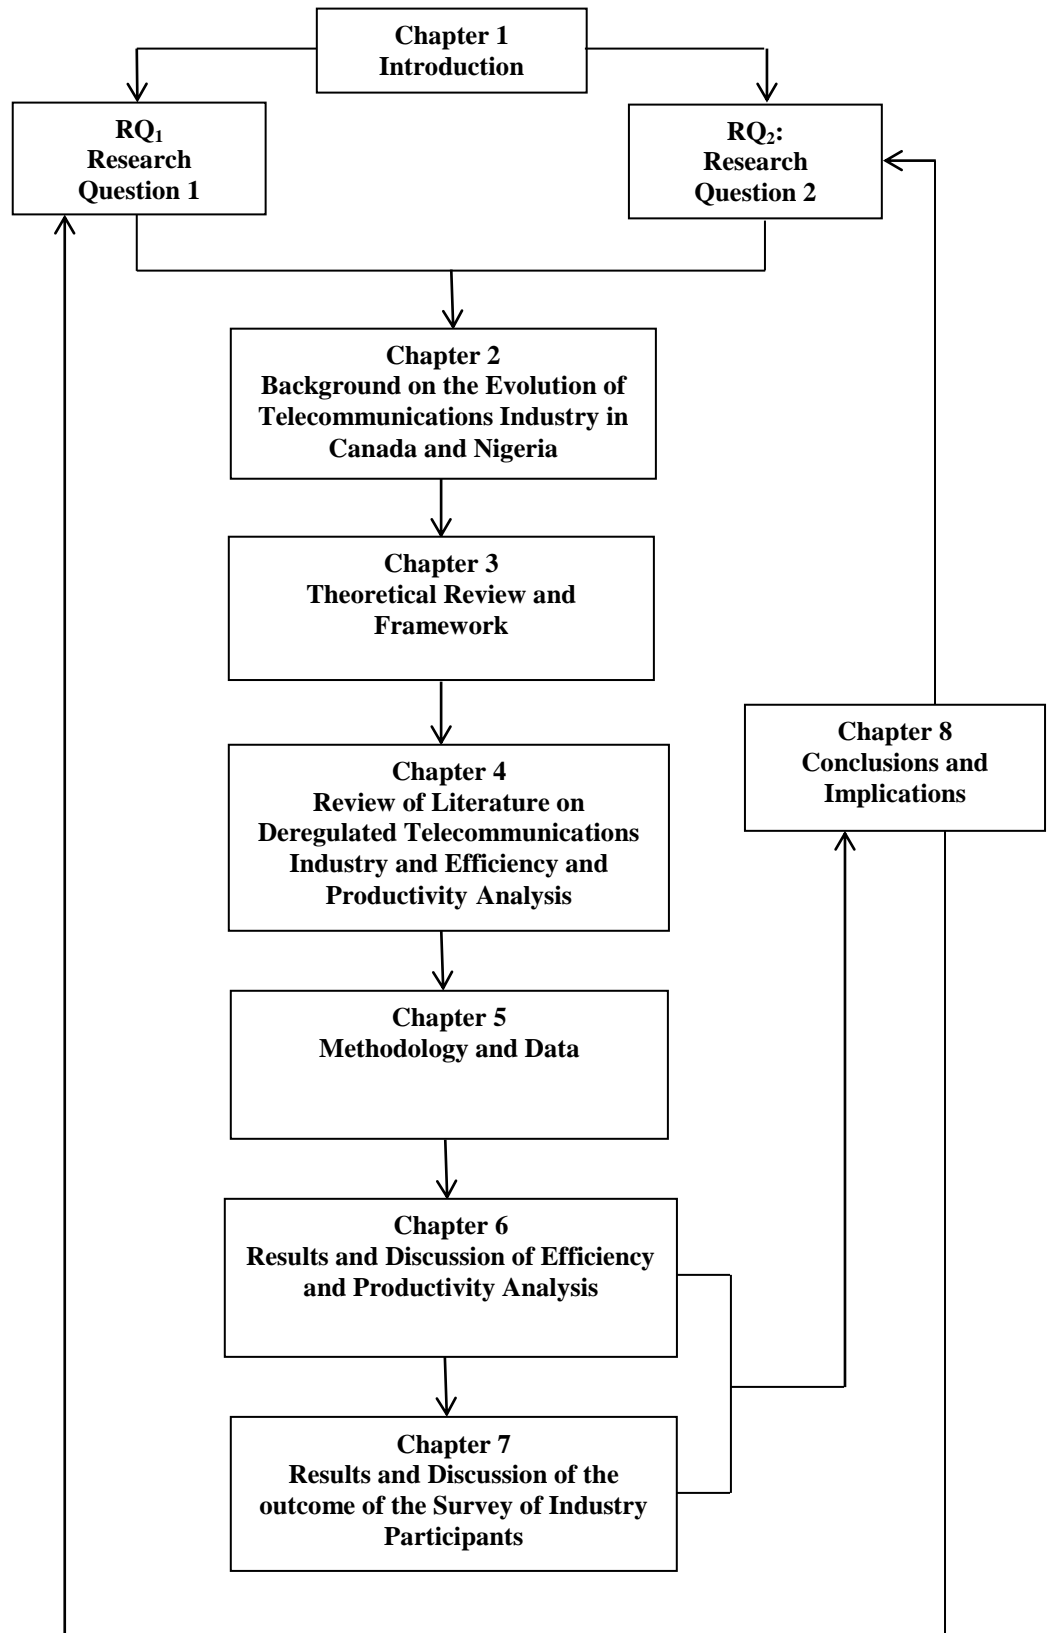 Chapter 1
Introduction
RQ₁
Research
Question 1
RQ₂:
Research
Question 2
Chapter 2
Background on the Evolution of
Telecommunications Industry in
Canada and Nigeria
Chapter 3
Theoretical Review and
Framework
Chapter 4
Review of Literature on
Deregulated Telecommunications
Industry and Efficiency and
Productivity Analysis
Chapter 8
Conclusions and
Implications
Chapter 5
Methodology and Data
Chapter 6
Results and Discussion of Efficiency
and Productivity Analysis
Chapter 7
Results and Discussion of the
outcome of the Survey of Industry
Participants